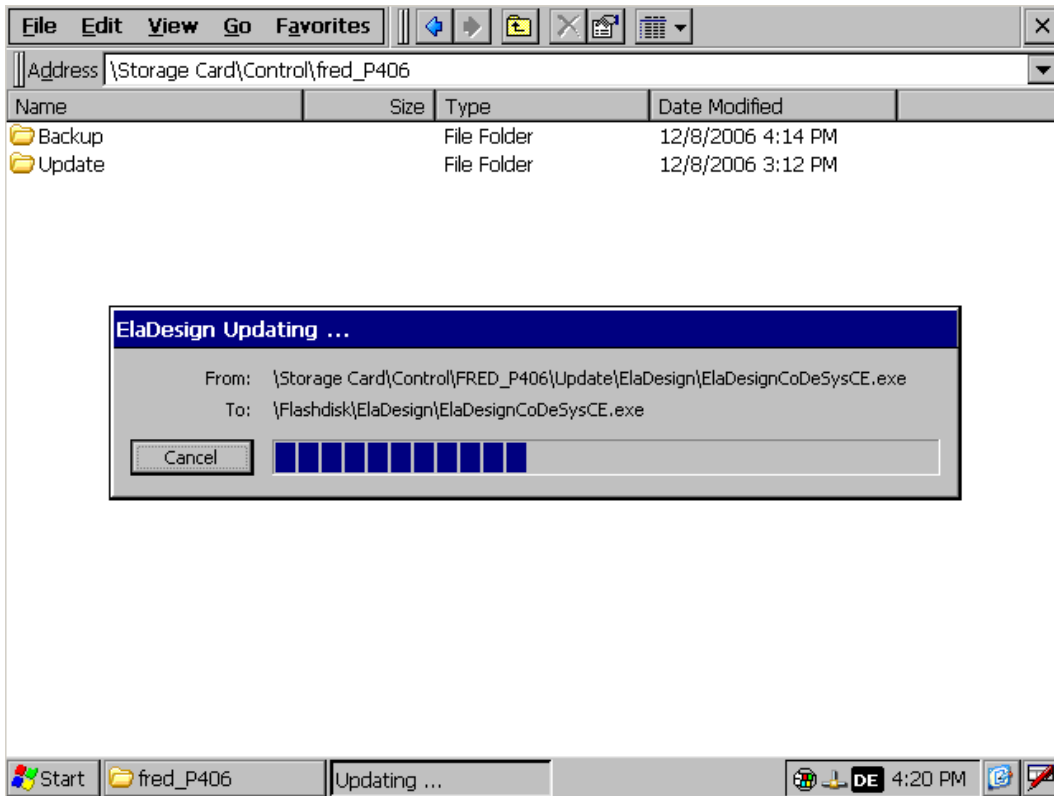 File Edit View Go Favorites
Address \Storage Card\Control\fred_P406
Name Size Type Date Modified
Backup File Folder 12/8/2006 4:14 PM
Update File Folder 12/8/2006 3:12 PM
ElaDesign Updating ...
From: \Storage Card\Control\FRED_P406\Update\ElaDesign\ElaDesignCoDeSysCE.exe
To: \Flashdisk\ElaDesign\ElaDesignCoDeSysCE.exe
Cancel
Start fred_P406 Updating ... DE 4:20 PM